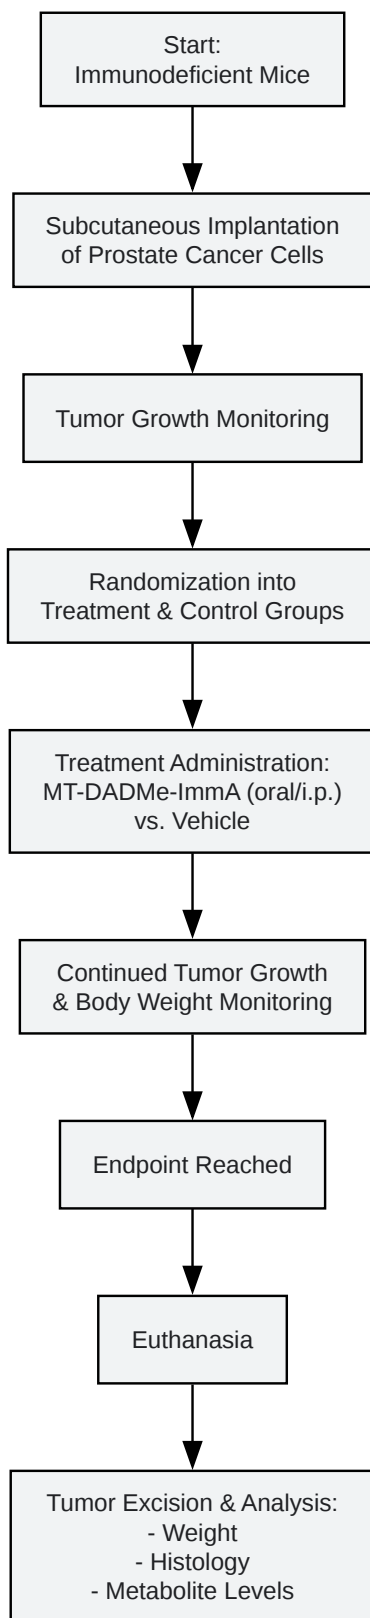 Start:
Immunodeficient Mice
Subcutaneous Implantation
of Prostate Cancer Cells
Tumor Growth Monitoring
Randomization into
Treatment & Control Groups
Treatment Administration:
MT-DADMe-ImmA (oral/i.p.)
vs. Vehicle
Continued Tumor Growth
& Body Weight Monitoring
Endpoint Reached
Euthanasia
Tumor Excision & Analysis:
- Weight
- Histology
- Metabolite Levels